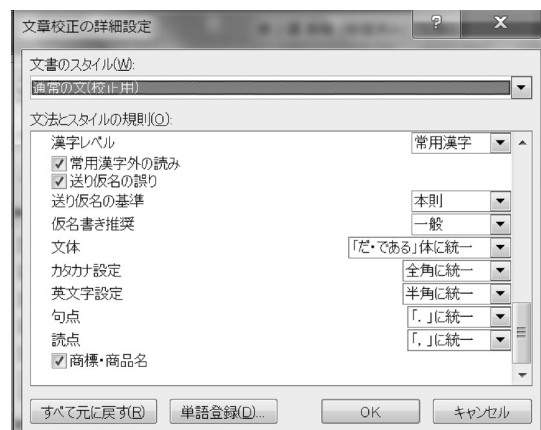 文章校正の詳細設定
? X
文書のスタイル(W):
通常の文(校正用)
文法とスタイルの規則(O):
漢字レベル 常用漢字
常用漢字外の読み
送り仮名の誤り
送り仮名の基準 本則
仮名書き推奨 一般
文体 「だ・である」体に統一
カタカナ設定 全角に統一
英文字設定 半角に統一
句点 「．」に統一
読点 「，」に統一
商標・商品名
すべて元に戻す(R) 単語登録(D)... OK キャンセル